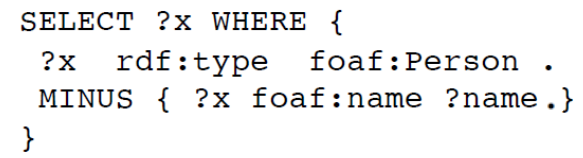 SELECT ?x WHERE {
?x rdf:type foaf:Person .
MINUS { ?x foaf:name ?name.}
}